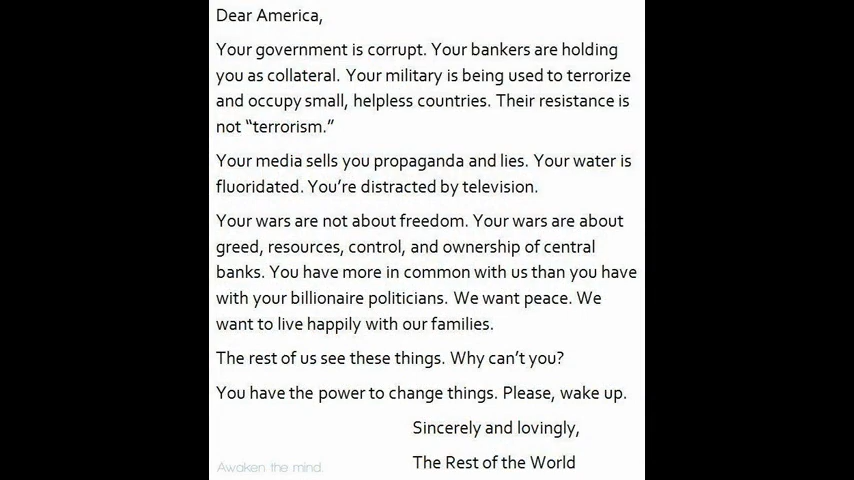 Dear America,
Your government is corrupt. Your bankers are holding
you as collateral. Your military is being used to terrorize
and occupy small, helpless countries. Their resistance is
not “terrorism.”
Your media sells you propaganda and lies. Your water is
fluoridated. You’re distracted by television.
Your wars are not about freedom. Your wars are about
greed, resources, control, and ownership of central
banks. You have more in common with us than you have
with your billionaire politicians. We want peace. We
want to live happily with our families.
The rest of us see these things. Why can’t you?
You have the power to change things. Please, wake up.
Sincerely and lovingly,
The Rest of the World
Awaken the mind.